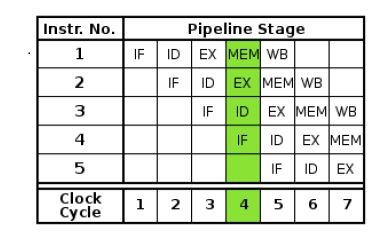 Instr. No. Pipeline Stage
1 IF ID EX MEM WB
2 IF ID EX MEM WB
3 IF ID EX MEM WB
4 IF ID EX MEM
5 IF ID EX
Clock
Cycle 1 2 3 4 5 6 7